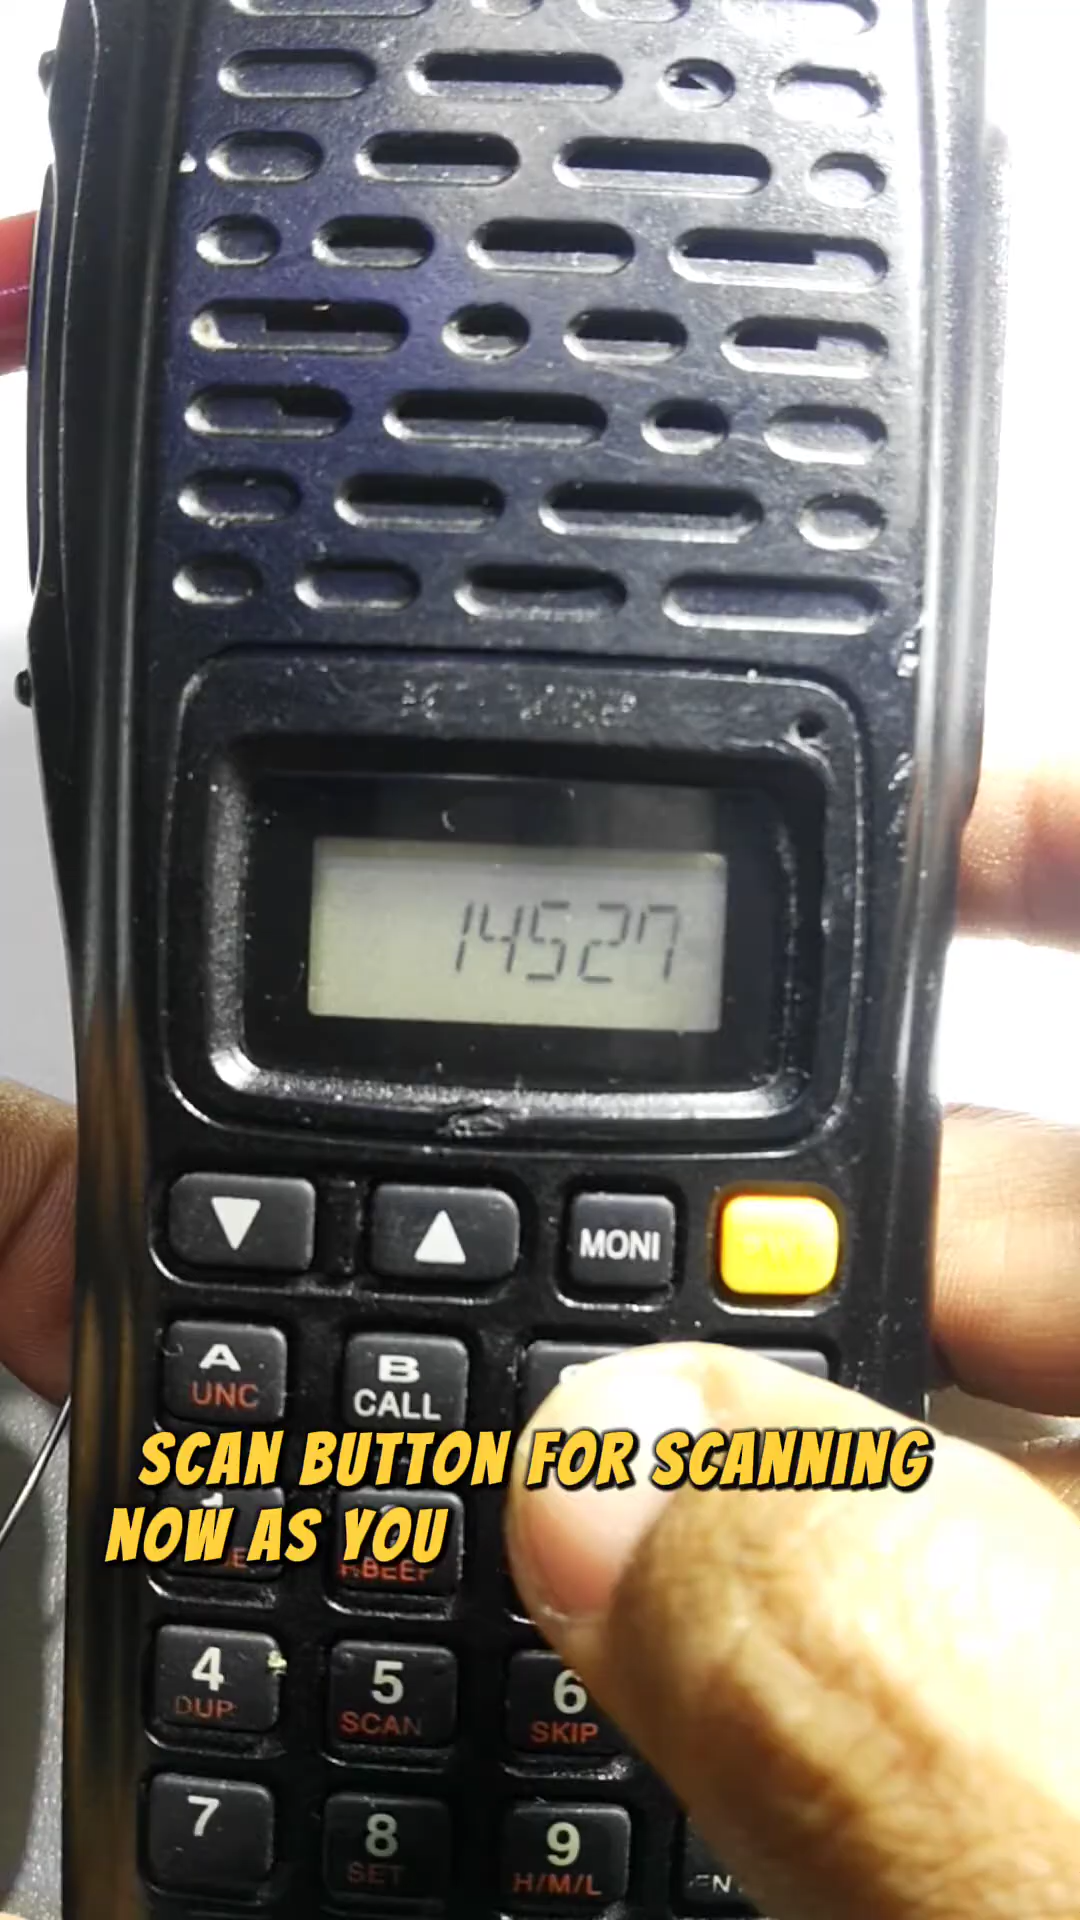 14527
MONI
A B
UNC CALL
SCAN BUTTON FOR SCANNING
NOW AS YOU
4 5 6
DUP SCAN SKIP
7 8 9
SET H/M/L